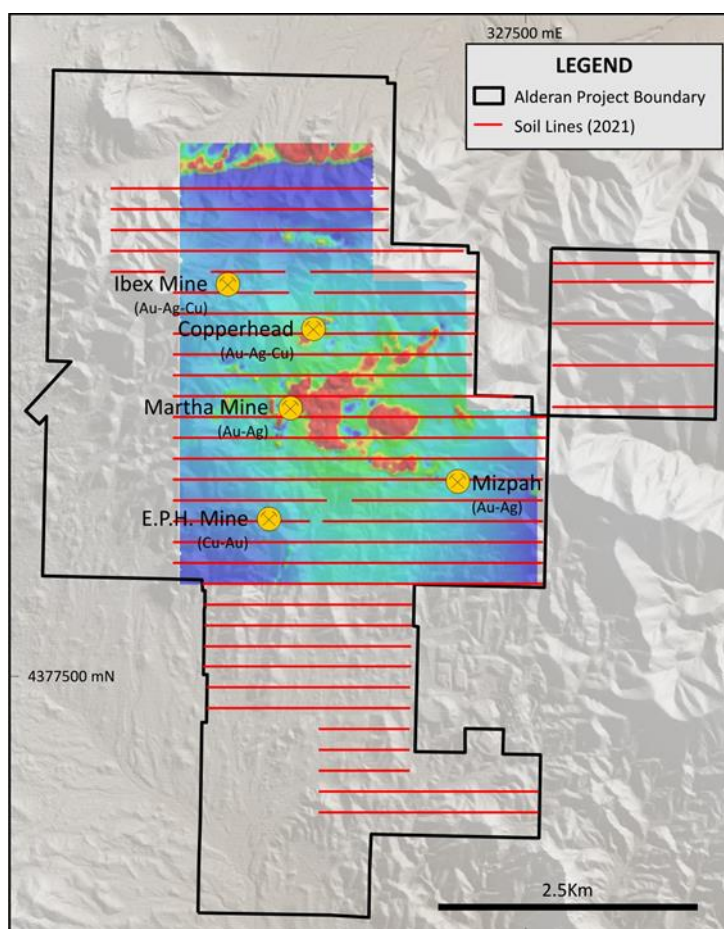 327500 mE
LEGEND
Alderan Project Boundary
Soil Lines (2021)
Ibex Mine
(Au-Ag-Cu)
Copperhead
(Au-Ag-Cu)
Martha Mine
(Au-Ag)
Mizpah
(Au-Ag)
E.P.H. Mine
(Cu-Au)
4377500 mN
2.5Km